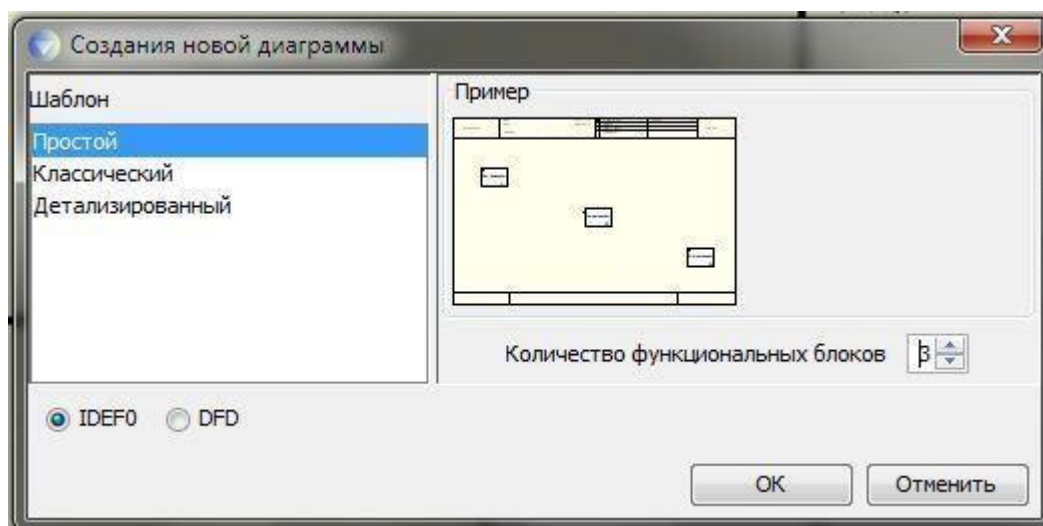 Создания новой диаграммы
Шаблон
Простой
Классический
Детализированный
Пример
Количество функциональных блоков 3
IDEF0 DFD
OK Отменить